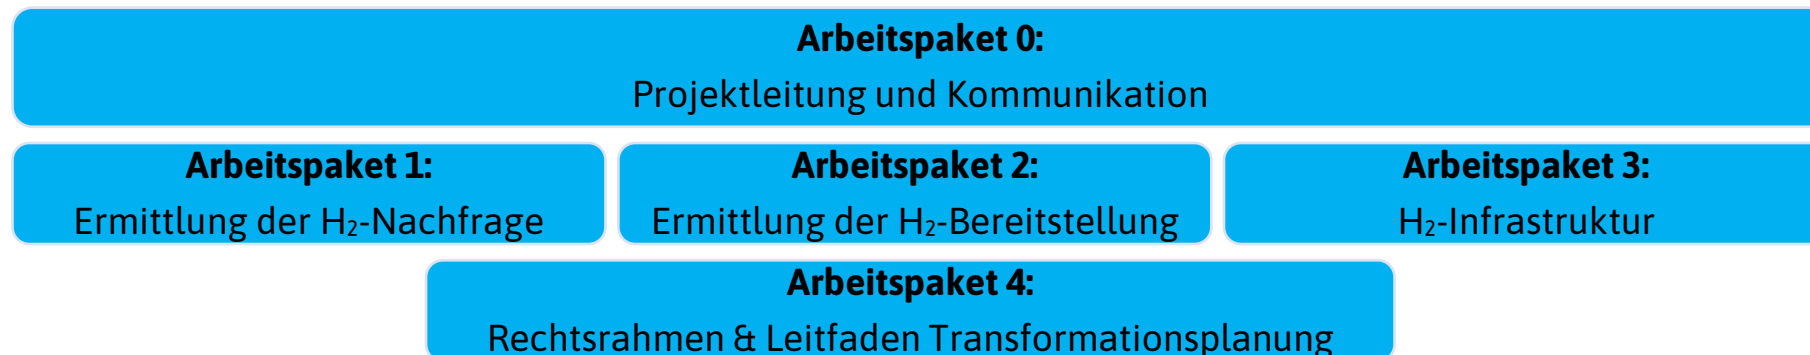 Arbeitspaket 0:
Projektleitung und Kommunikation
Arbeitspaket 1:
Ermittlung der H₂-Nachfrage
Arbeitspaket 2:
Ermittlung der H₂-Bereitstellung
Arbeitspaket 3:
H₂-Infrastruktur
Arbeitspaket 4:
Rechtsrahmen & Leitfaden Transformationsplanung